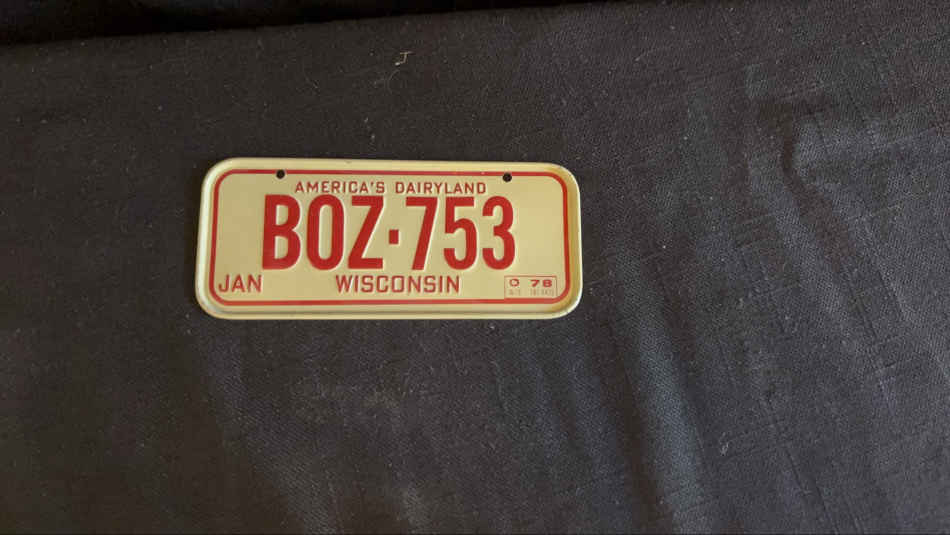 AMERICA'S DAIRYLAND
BOZ·753
JAN WISCONSIN
78